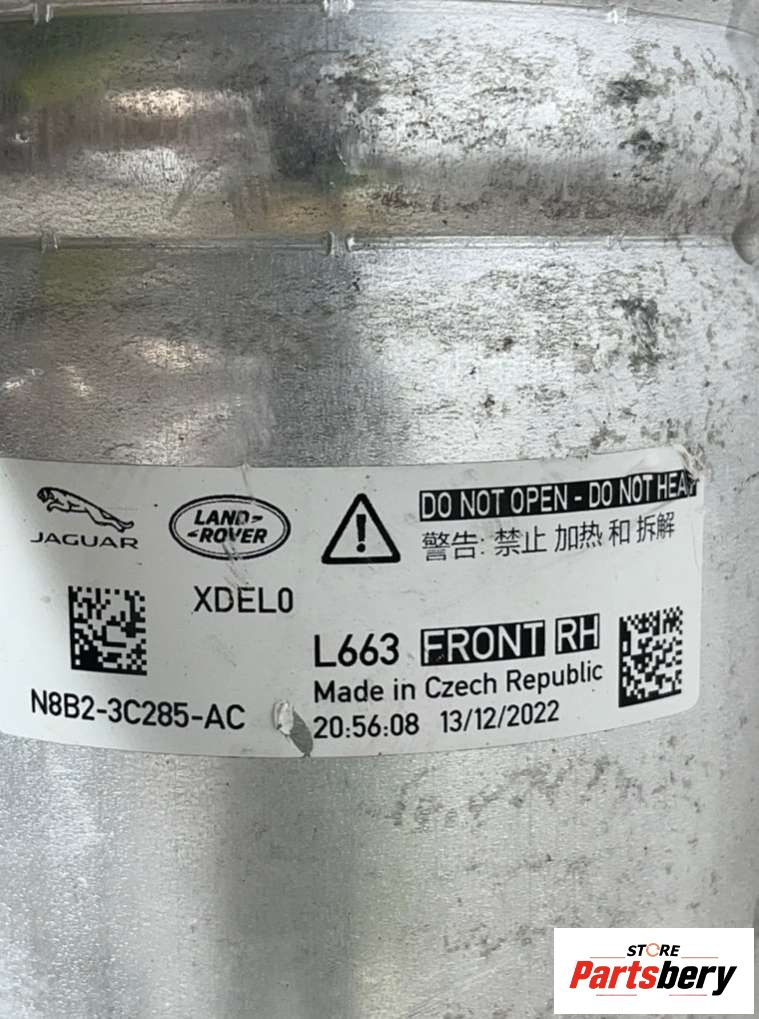 JAGUAR
LAND-
-ROVER
DO NOT OPEN - DO NOT HEAT
警告: 禁止 加热 和 拆解
XDEL0
L663 FRONT RH
Made in Czech Republic
N8B2-3C285-AC
20:56:08 13/12/2022
STORE
Partsbery